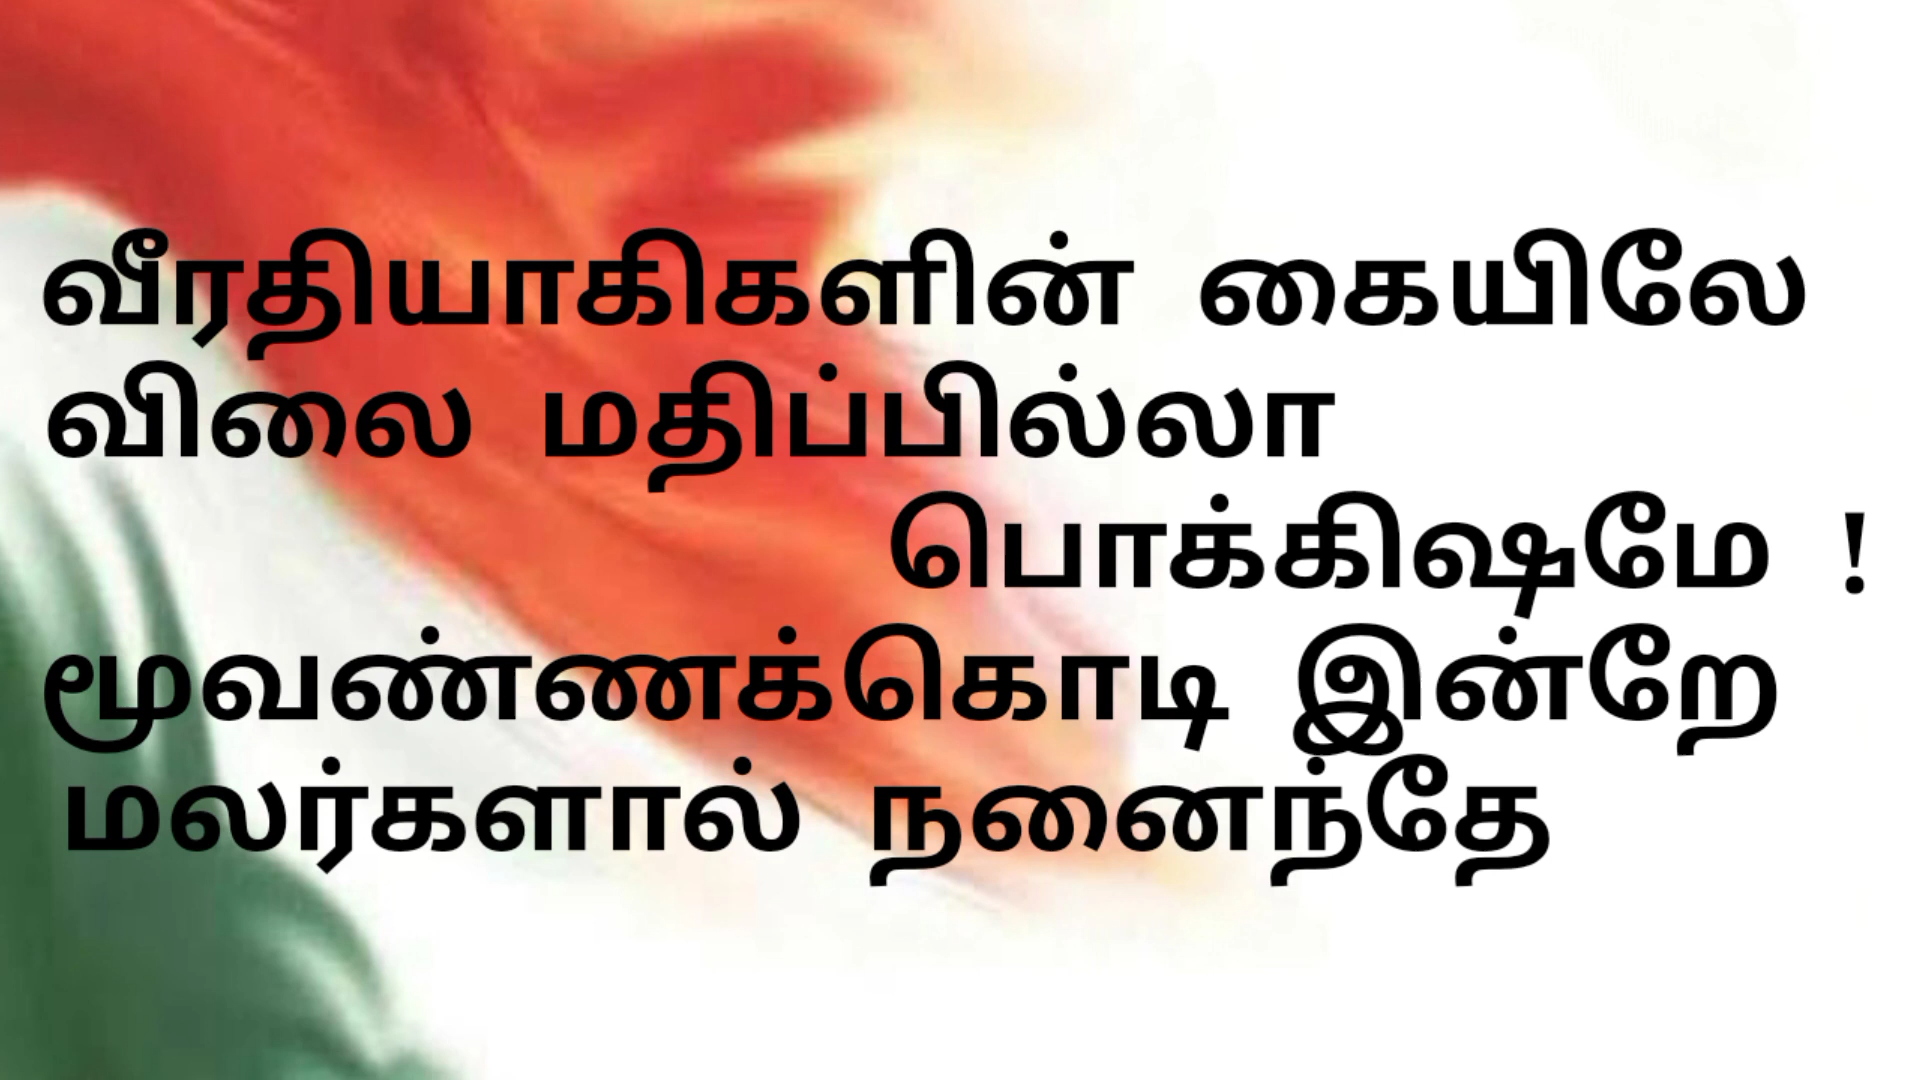 வீரதியாகிகளின் கையிலே
விலை மதிப்பில்லா
பொக்கிஷமே !
மூவண்ணக்கொடி இன்றே
மலர்களால் நனைந்தே